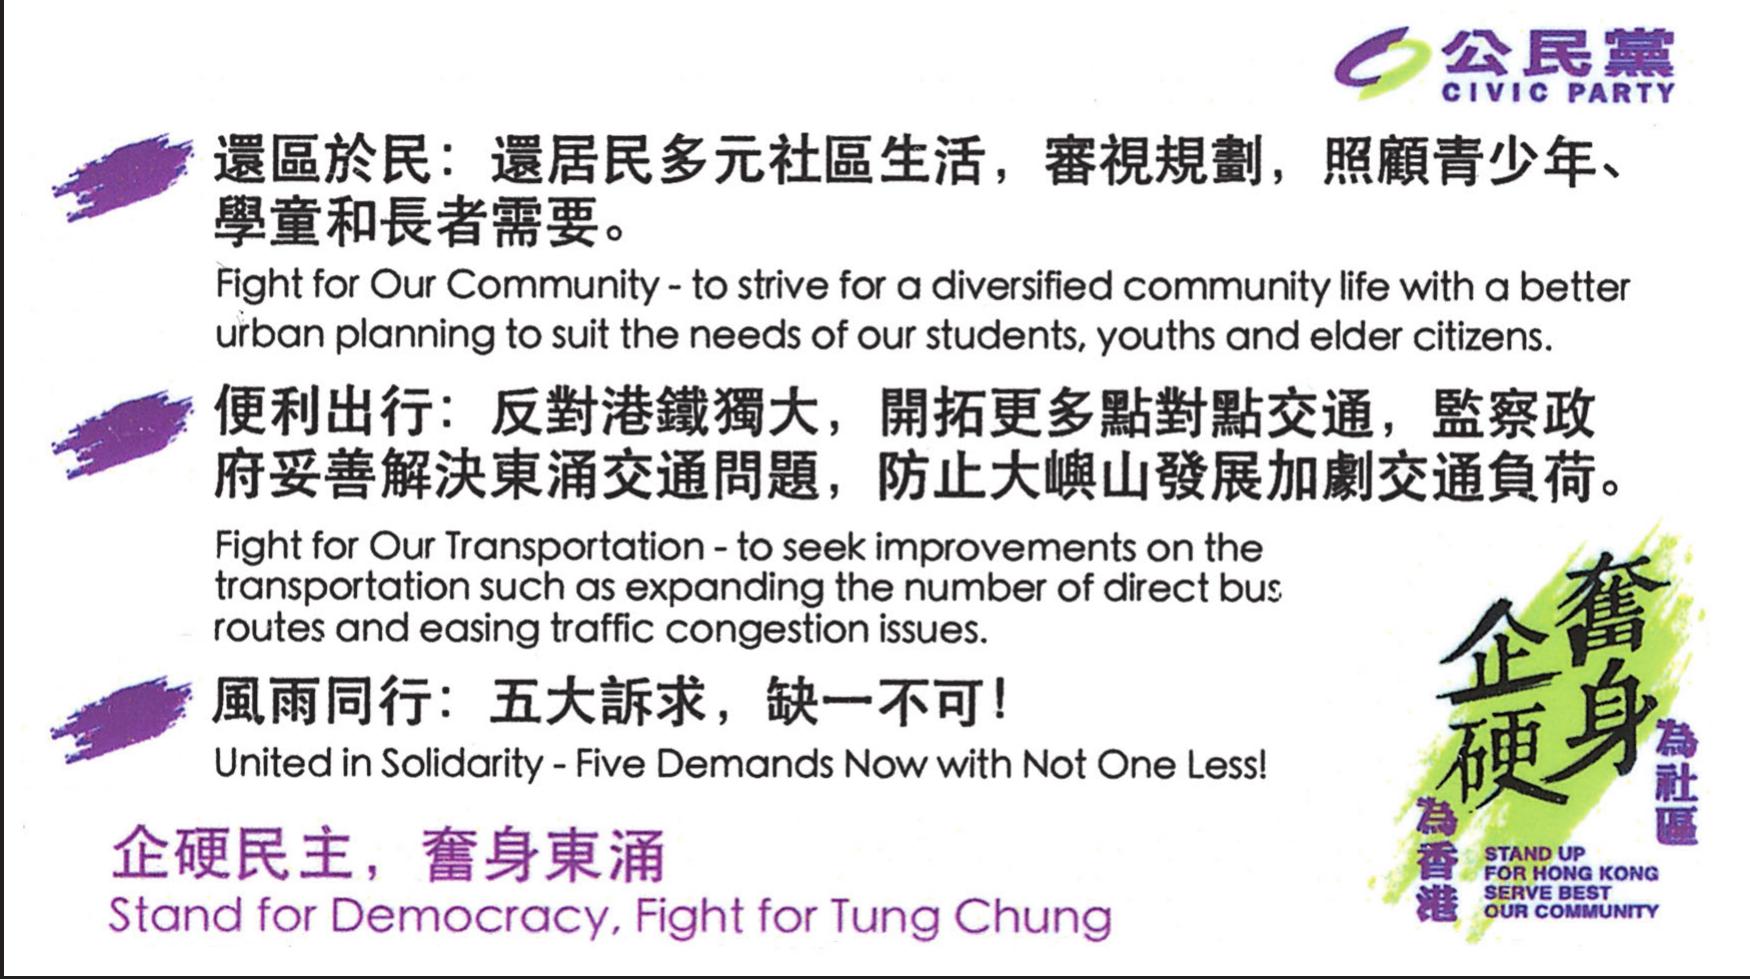 公民黨
CIVIC PARTY
還區於民：還居民多元社區生活，審視規劃，照顧青少年、
學童和長者需要。
Fight for Our Community - to strive for a diversified community life with a better
urban planning to suit the needs of our students, youths and elder citizens.
便利出行：反對港鐵獨大，開拓更多點對點交通，監察政
府妥善解決東涌交通問題，防止大嶼山發展加劇交通負荷。
Fight for Our Transportation - to seek improvements on the
transportation such as expanding the number of direct bus
routes and easing traffic congestion issues.
風雨同行：五大訴求，缺一不可！
United in Solidarity - Five Demands Now with Not One Less!
企硬民主，奮身東涌
Stand for Democracy, Fight for Tung Chung
奮身
為社區
企硬
為香港
STAND UP
FOR HONG KONG
SERVE BEST
OUR COMMUNITY